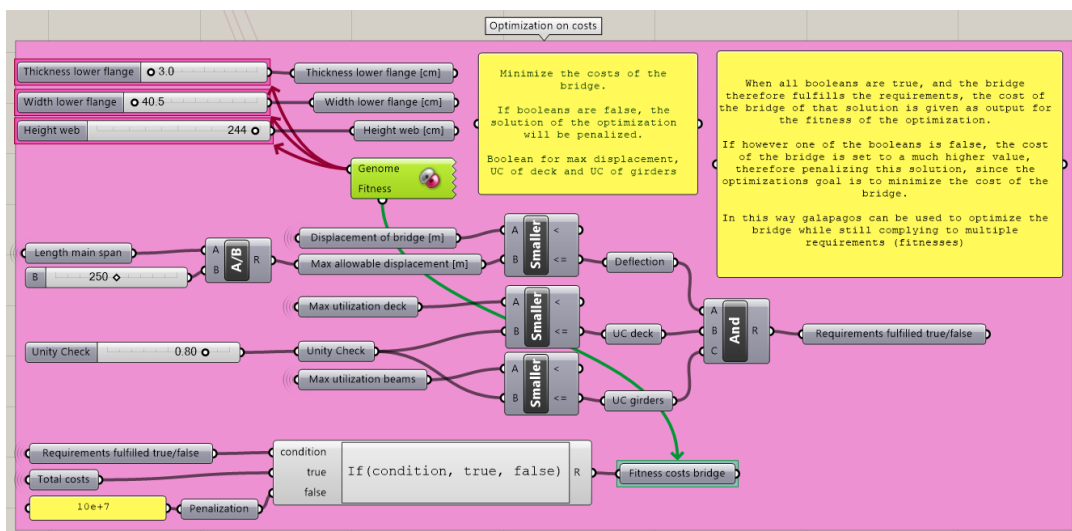 Optimization on costs
Thickness lower flange
3.0
Thickness lower flange [cm]
Width lower flange
40.5
Width lower flange [cm]
Height web
244
Height web [cm]
Genome
Fitness
Minimize the costs of the
bridge.
If booleans are false, the
solution of the optimization
will be penalized.
Boolean for max displacement,
UC of deck and UC of girders
When all booleans are true, and the bridge
therefore fulfills the requirements, the cost of
the bridge of that solution is given as output for
the fitness of the optimization.
If however one of the booleans is false, the cost
of the bridge is set to a much higher value,
therefore penalizing this solution, since the
optimizations goal is to minimize the cost of the
bridge.
In this way galapagos can be used to optimize the
bridge while still complying to multiple
requirements (fitnesses)
Length main span
B
250
A
B
A/B
R
Displacement of bridge [m]
Max allowable displacement [m]
A
B
Smaller
<
<=
Deflection
Max utilization deck
A
B
Smaller
<
<=
UC deck
Unity Check
0.80
Unity Check
Max utilization beams
A
B
Smaller
<
<=
UC girders
A
B
C
And
R
Requirements fulfilled true/false
Requirements fulfilled true/false
Total costs
10e+7
Penalization
condition
true
false
If(condition, true, false)
R
Fitness costs bridge